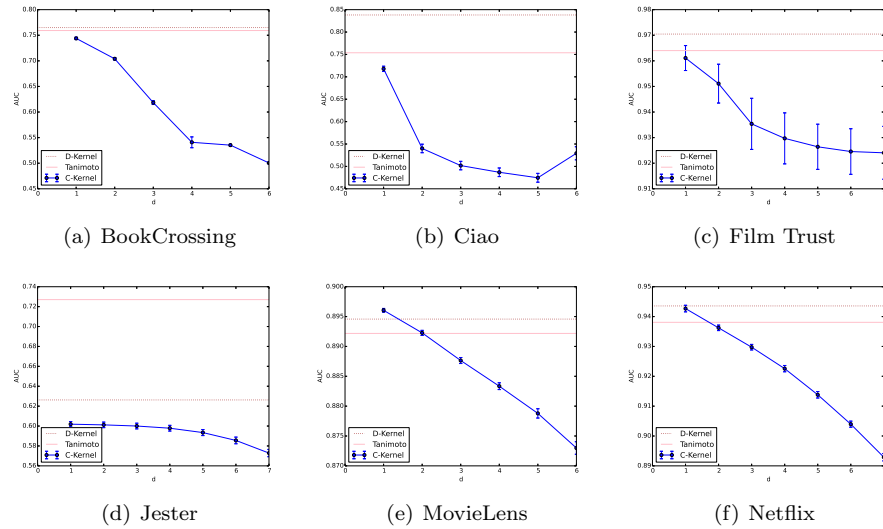 0.80
0.75
0.70
0.65
0.60
0.55
0.50
0.45
AUC
0 1 2 3 4 5 6
d
D-Kernel
Tanimoto
C-Kernel
(a) BookCrossing
0.85
0.80
0.75
0.70
0.65
0.60
0.55
0.50
0.45
AUC
0 1 2 3 4 5 6
d
D-Kernel
Tanimoto
C-Kernel
(b) Ciao
0.98
0.97
0.96
0.95
0.94
0.93
0.92
0.91
AUC
0 1 2 3 4 5 6 7
d
D-Kernel
Tanimoto
C-Kernel
(c) Film Trust
0.74
0.72
0.70
0.68
0.66
0.64
0.62
0.60
0.58
0.56
AUC
0 1 2 3 4 5 6 7
d
D-Kernel
Tanimoto
C-Kernel
(d) Jester
0.900
0.895
0.890
0.885
0.880
0.875
0.870
AUC
0 1 2 3 4 5 6
d
D-Kernel
Tanimoto
C-Kernel
(e) MovieLens
0.95
0.94
0.93
0.92
0.91
0.90
0.89
AUC
0 1 2 3 4 5 6 7
d
D-Kernel
Tanimoto
C-Kernel
(f) Netflix